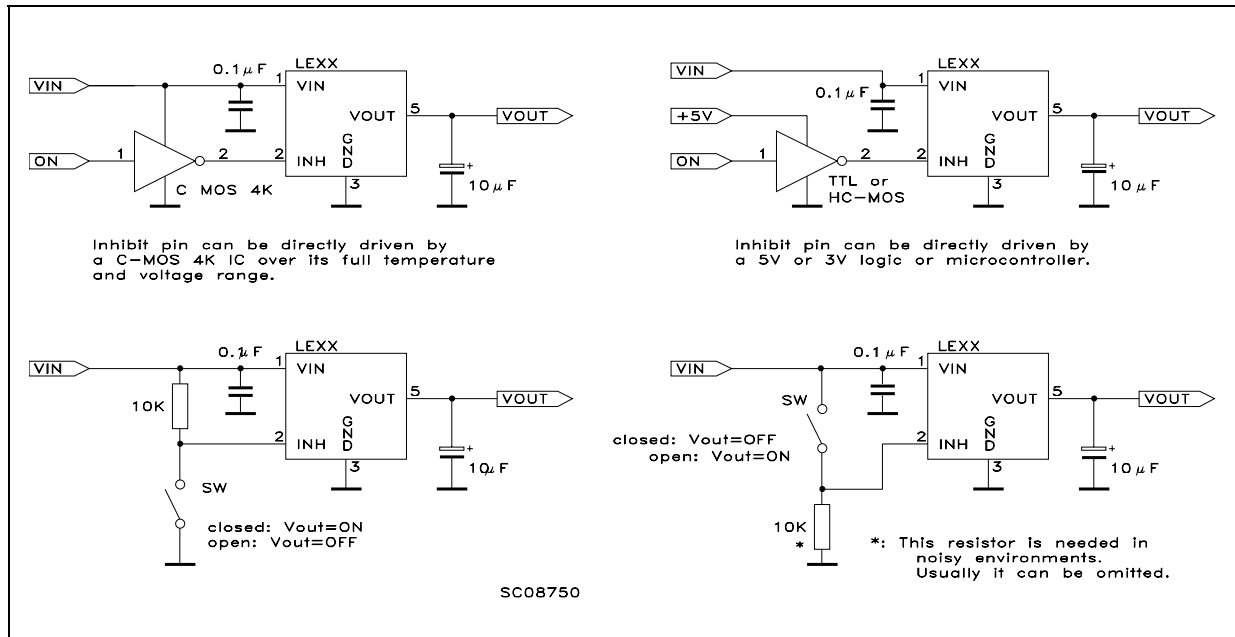 LEXX
0.1µF
VIN
1
VIN
VOUT
5
VOUT
GND
ON
1
2
2
INH
3
+
10µF
C MOS 4K
Inhibit pin can be directly driven by
a C-MOS 4K IC over its full temperature
and voltage range.
LEXX
VIN
1
VIN
0.1µF
+5V
VOUT
5
VOUT
GND
ON
1
2
2
INH
3
+
10µF
TTL or
HC-MOS
Inhibit pin can be directly driven by
a 5V or 3V logic or microcontroller.
LEXX
0.1µF
VIN
1
VIN
10K
VOUT
5
VOUT
GND
2
INH
3
+
10µF
SW
closed: Vout=ON
open: Vout=OFF
LEXX
0.1µF
VIN
1
VIN
SW
VOUT
5
VOUT
GND
closed: Vout=OFF
open: Vout=ON
2
INH
3
+
10µF
10K
*
*: This resistor is needed in
noisy environments.
Usually it can be omitted.
SC08750